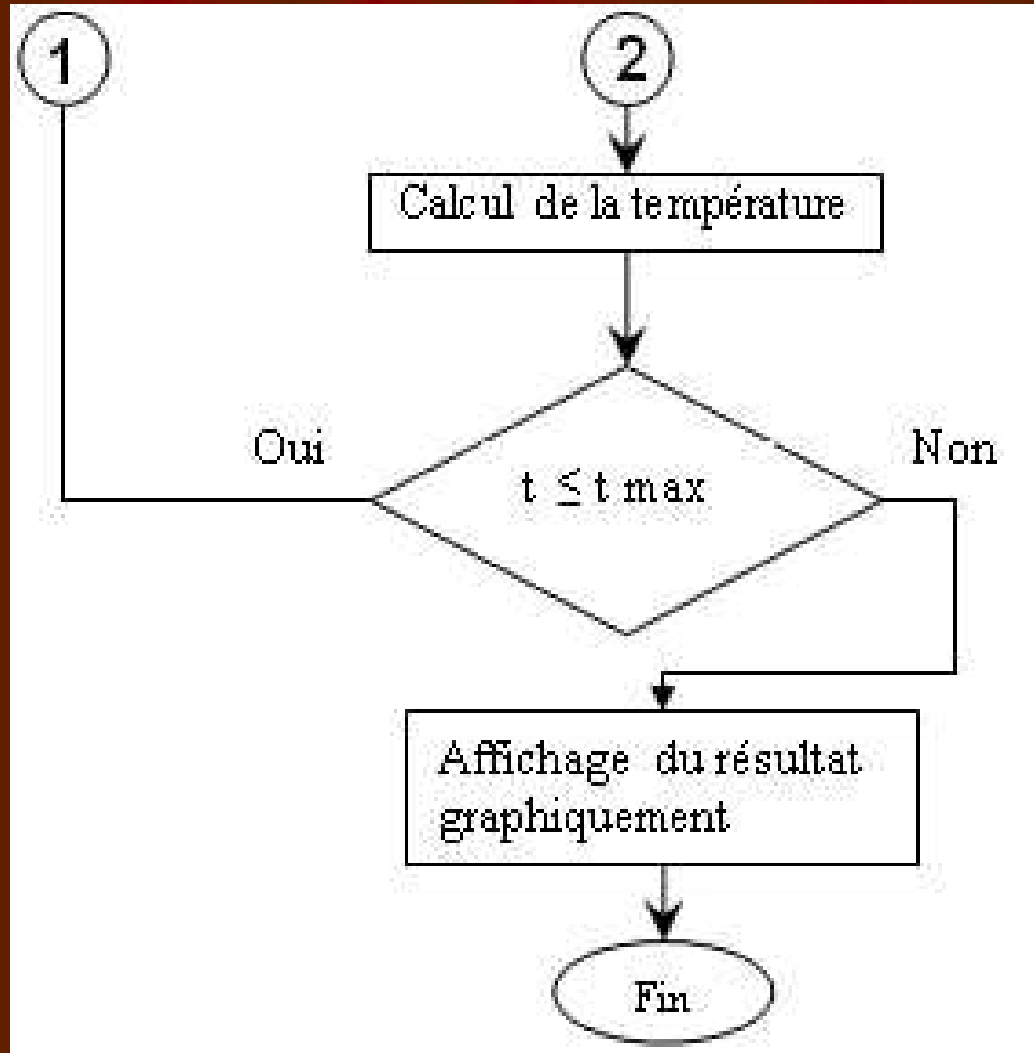 1
2
Calcul de la température
Oui
Non
t ≤ t max
Affichage du résultat
graphiquement
Fin